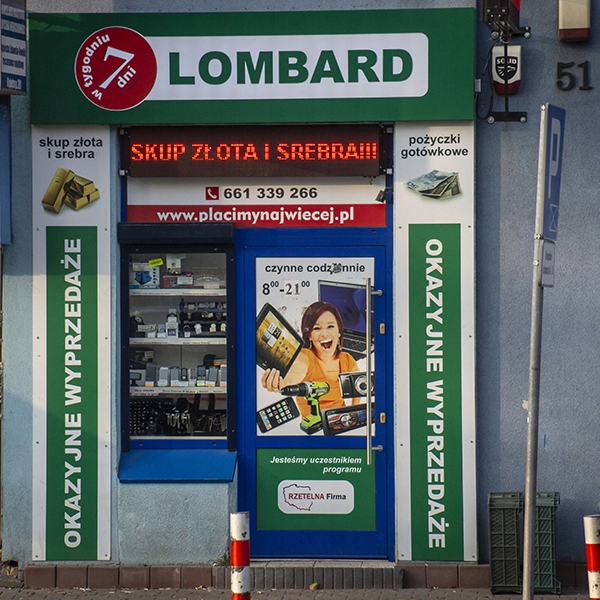 7
w tygodniu
dni
LOMBARD
SOLID
51
skup złota
i srebra
SKUP ZŁOTA I SREBRA!!!
pożyczki
gotówkowe
661 339 266
www.placimynajwiecej.pl
OKAZYJNE WYPRZEDAŻE
czynne codziennie
8⁰⁰-21⁰⁰
OKAZYJNE WYPRZEDAŻE
Jesteśmy uczestnikiem
programu
RZETELNA Firma
P